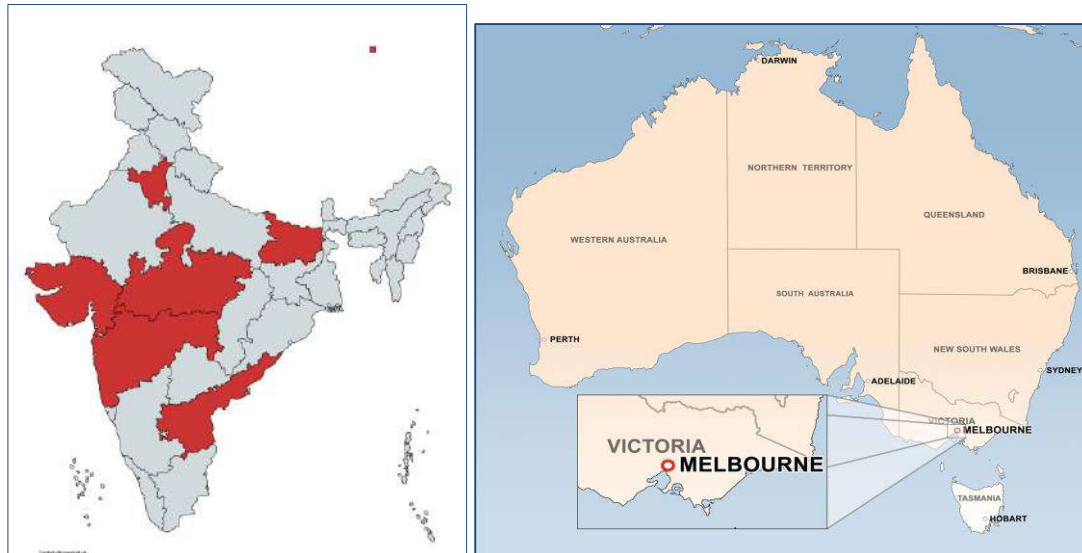 DARWIN
NORTHERN TERRITORY
QUEENSLAND
WESTERN AUSTRALIA
BRISBANE
SOUTH AUSTRALIA
PERTH
NEW SOUTH WALES
SYDNEY
ADELAIDE
VICTORIA
MELBOURNE
VICTORIA
MELBOURNE
TASMANIA
HOBART